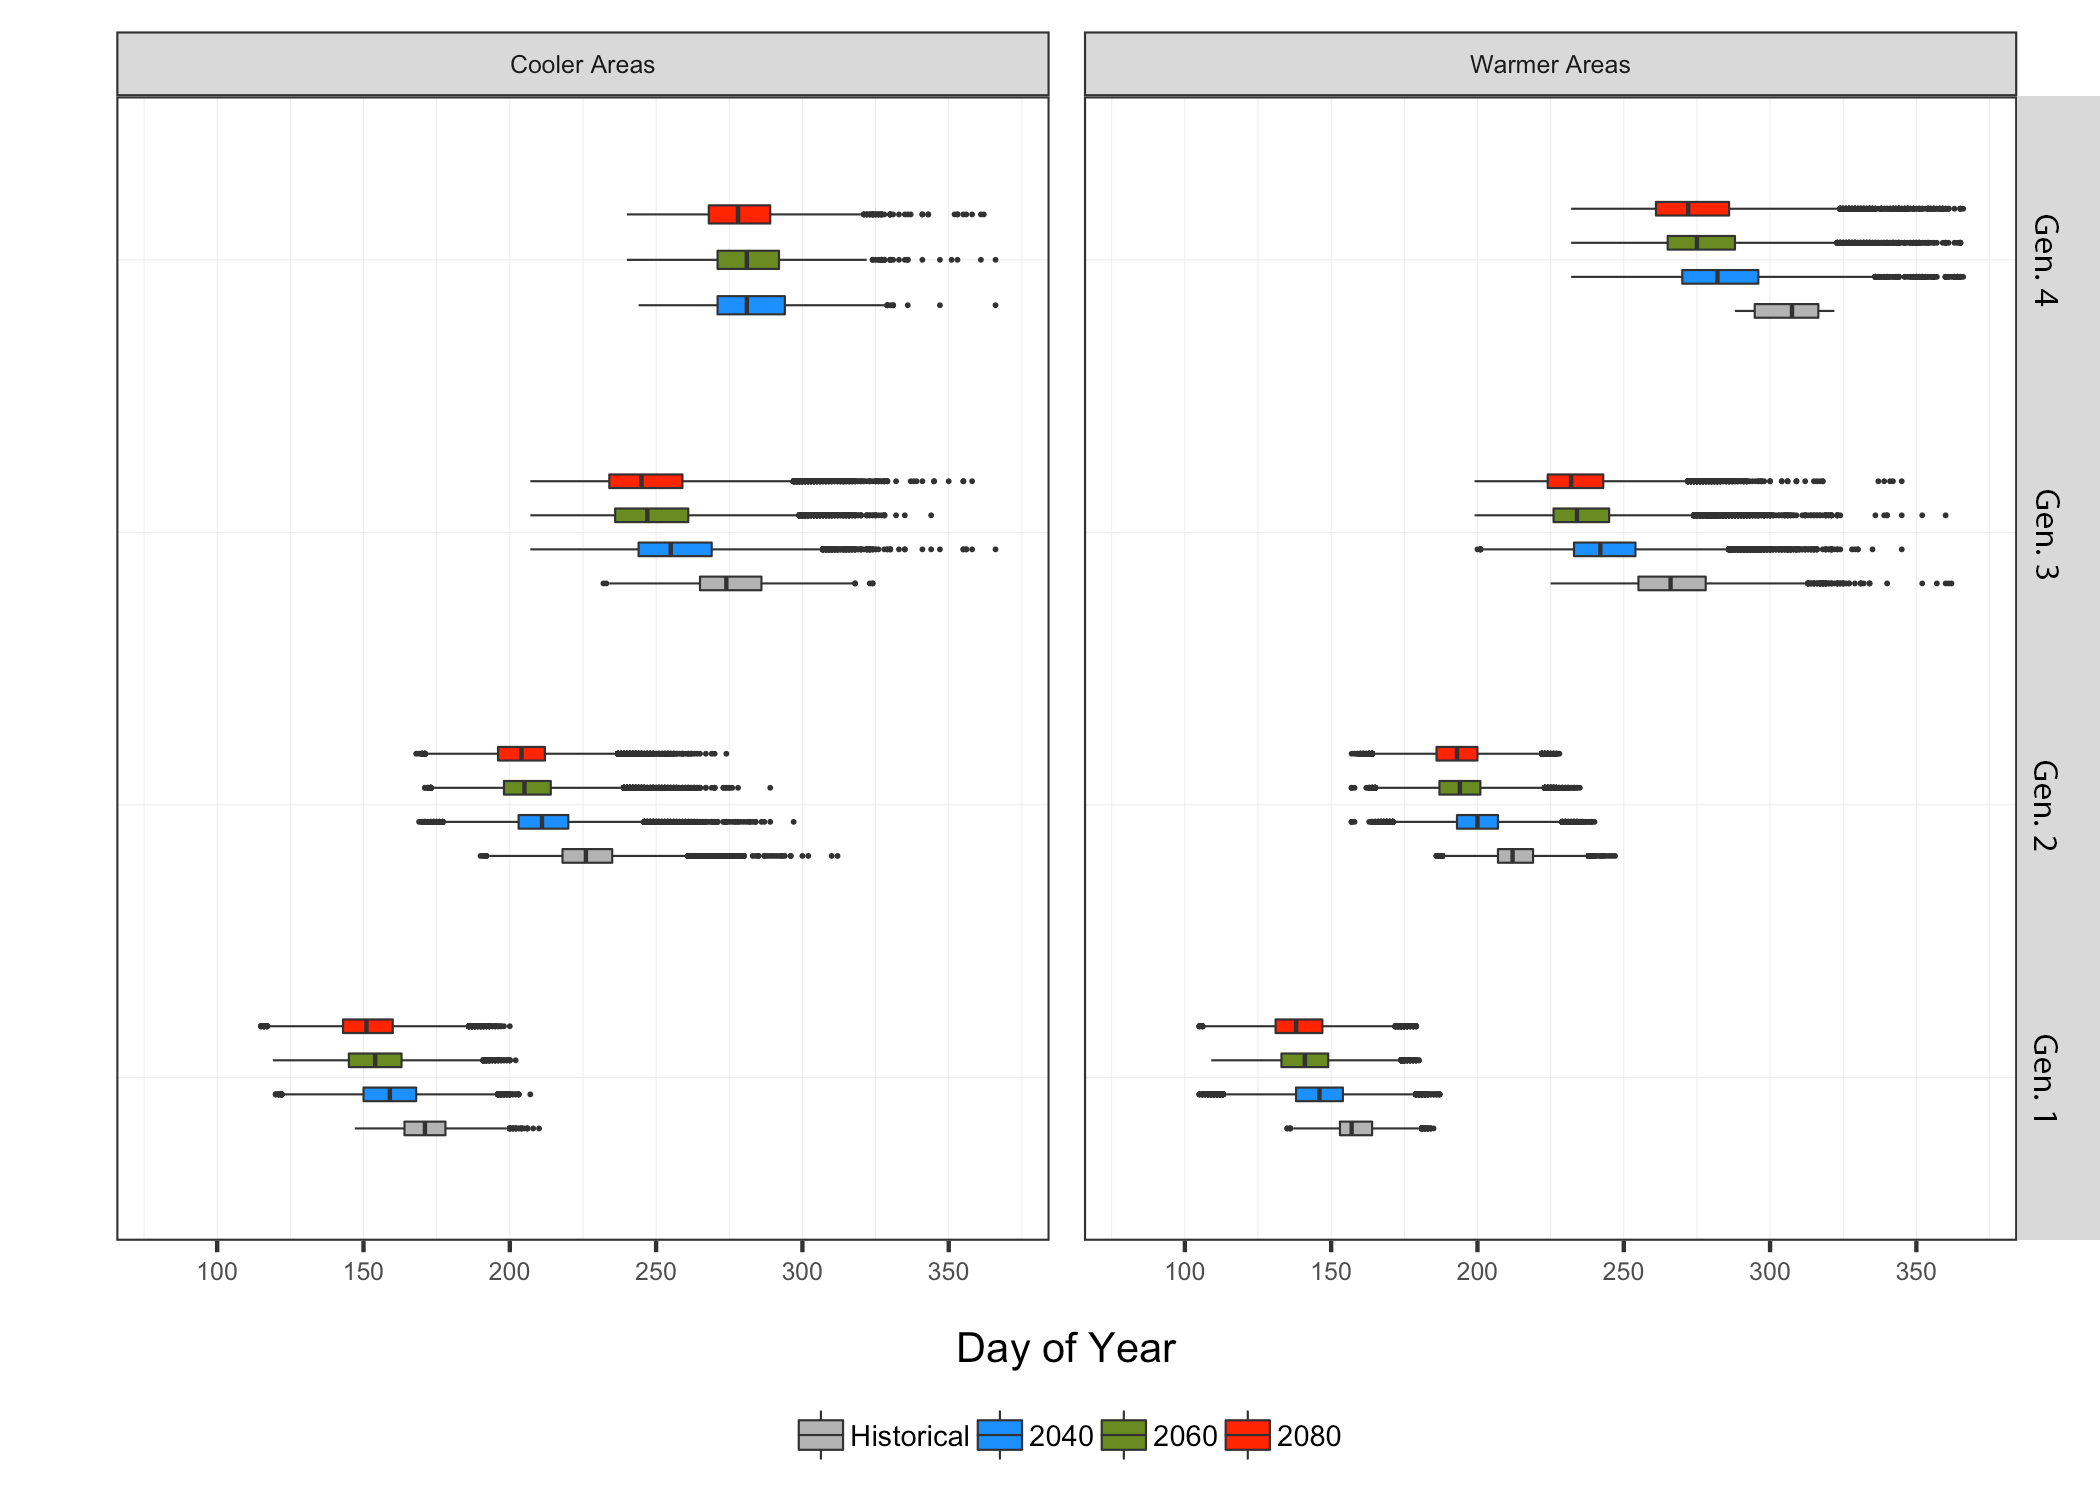 Cooler Areas
Warmer Areas
Gen. 4
Gen. 3
Gen. 2
Gen. 1
100 150 200 250 300 350
100 150 200 250 300 350
Day of Year
Historical 2040 2060 2080